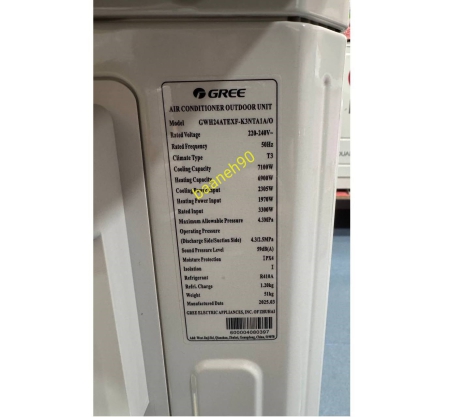 GREE
AIR CONDITIONER OUTDOOR UNIT
Model GWH24ATEXF-K3NTA1A/O
Rated Voltage 220-240V~
Rated Frequency 50Hz
Climate Type T3
Cooling Capacity 7100W
Heating Capacity 6900W
Cooling Power Input 2305W
Heating Power Input 1970W
Rated Input 3300W
Maximum Allowable Pressure 4.3MPa
Operating Pressure
(Discharge Side/Suction Side) 4.3/2.5MPa
Sound Pressure Level 59dB(A)
Moisture Protection IPX4
Isolation I
Refrigerant R410A
Refri. Charge 1.20kg
Weight 51kg
Manufactured Date 2025.03
GREE ELECTRIC APPLIANCES, INC. OF ZHUHAI
baaneh90